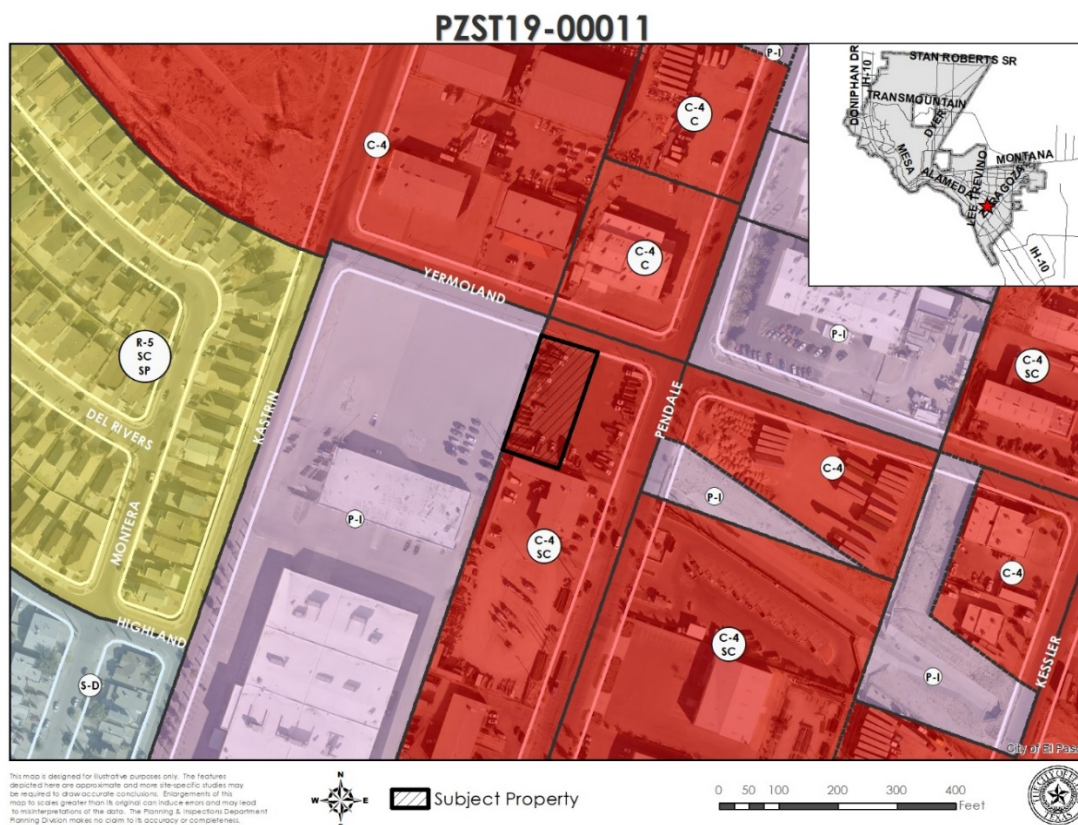 PZST19-00011
P-I
C-4
C
C-4
C-4
C
YERMOLAND
P-I
C-4
SC
R-5
SC
SP
DEL RIVERS
KASTRIN
PENDALE
MONTERA
P-I
C-4
P-I
C-4
SC
C-4
HIGHLAND
C-4
SC
P-I
KESSLER
S-D
City of El Pas
DONIPHAN DR
IH-10
STAN ROBERTS SR
TRANSMOUNTAIN
DYER
MESA
MONTANA
ALAMEDA
LEE TREVINO
ZARAGOZA
IH-10
This map is designed for illustrative purposes only. The features
depicted here are approximate and more site-specific studies may
be required to draw accurate conclusions. Enlargements of this
map to scales greater than its original can induce errors and may lead
to misinterpretations of the data. The Planning & Inspections Department
Planning Division makes no claim to its accuracy or completeness.
N
W E
S
Subject Property
0 50 100 200 300 400
Feet
TEXAS